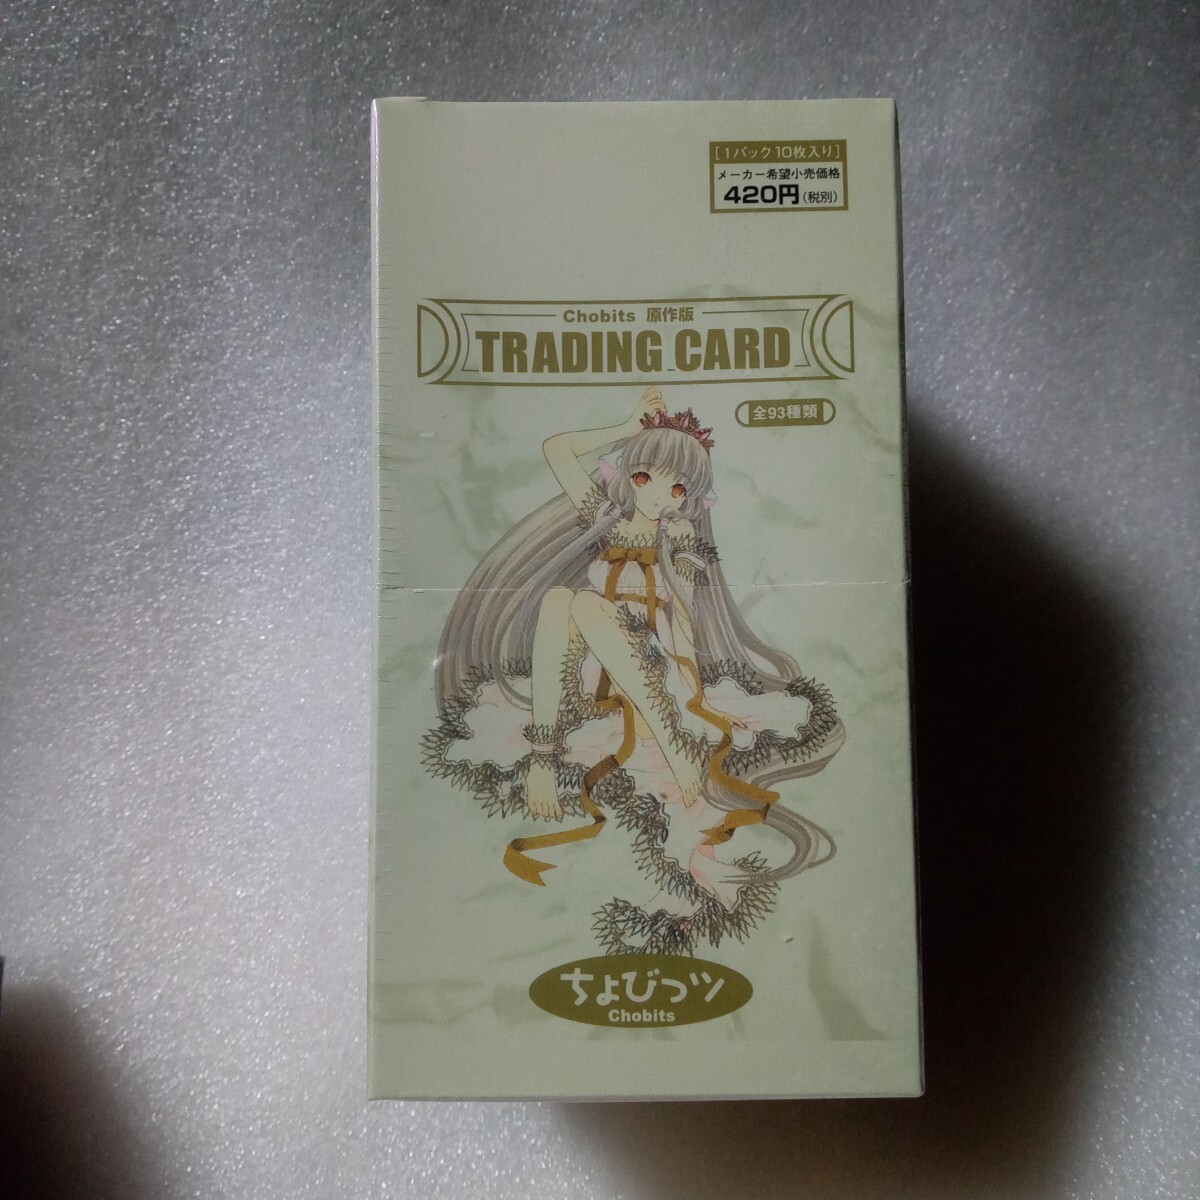 [1パック10枚入り]
メーカー希望小売価格
420円(税別)
Chobits 原作版
TRADING CARD
全93種類
ちょびっツ
Chobits